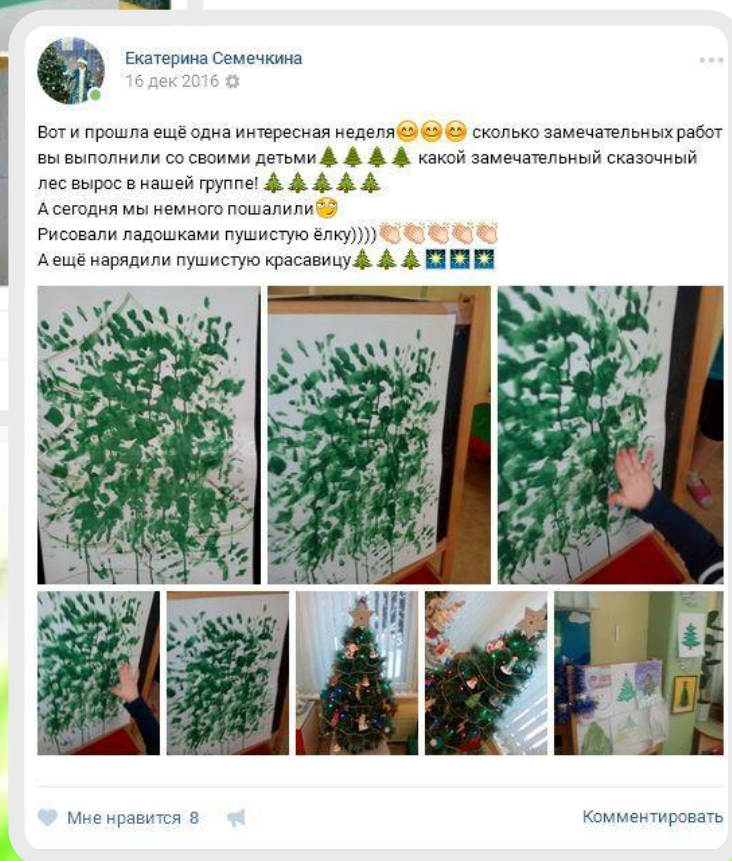 Екатерина Семечкина
16 дек 2016
Вот и прошла ещё одна интересная неделя😊😊😊 сколько замечательных работ
вы выполнили со своими детьми🌲🌲🌲🌲 какой замечательный сказочный
лес вырос в нашей группе! 🌲🌲🌲🌲🌲
А сегодня мы немного пошалили😏
Рисовали ладошками пушистую ёлку))))👏👏👏👏👏
А ещё нарядили пушистую красавицу🌲🌲🌲🎇🎇🎇
Мне нравится 8
Комментировать